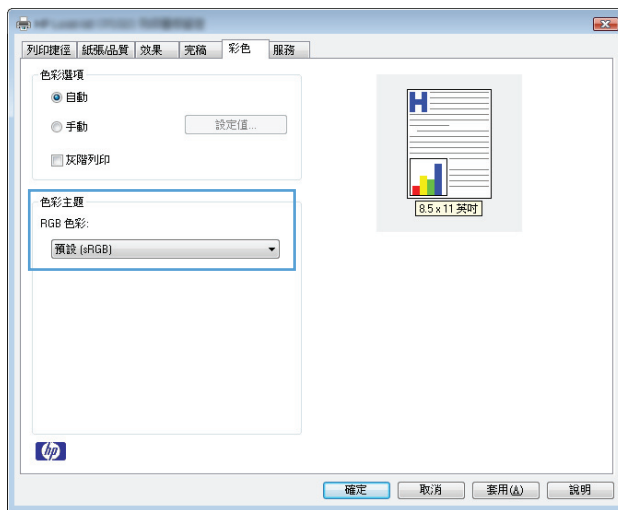 列印捷徑 紙張/品質 效果 完稿 彩色 服務
色彩選項
自動
手動 設定值...
灰階列印
H
8.5 x 11 英吋
色彩主題
RGB 色彩:
預設 (sRGB)
hp
確定 取消 套用(A) 說明